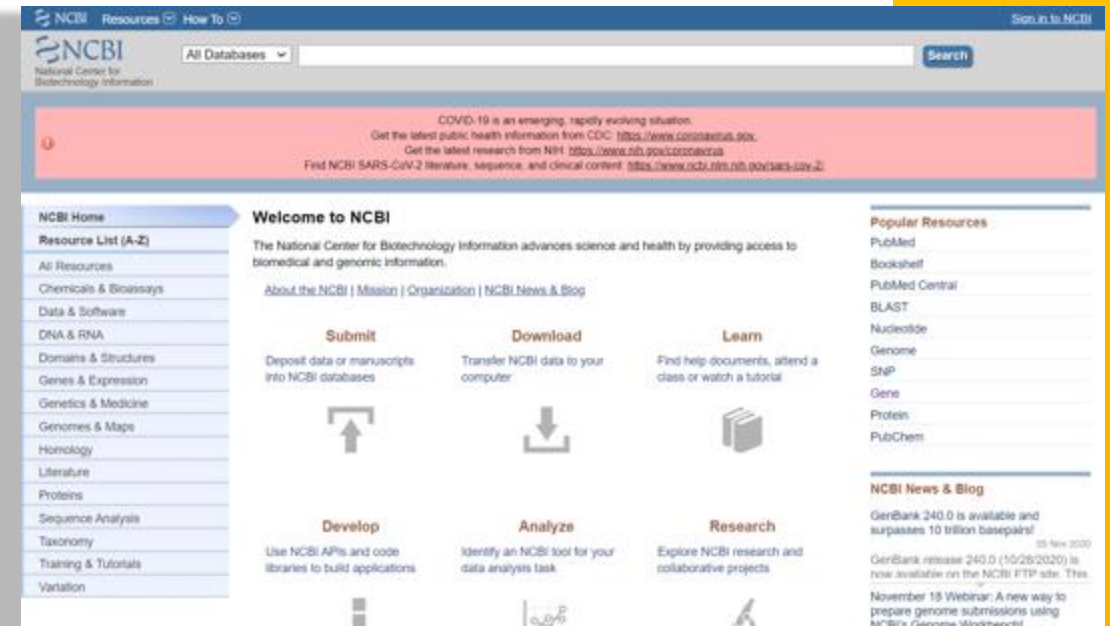 NCBI Resources How To Sign in to NCBI
NCBI
National Center for
Biotechnology Information
All Databases
Search
COVID-19 is an emerging, rapidly evolving situation.
Get the latest public health information from CDC: https://www.coronavirus.gov.
Get the latest research from NIH: https://www.nih.gov/coronavirus.
Find NCBI SARS-CoV-2 literature, sequence, and clinical content: https://www.ncbi.nlm.nih.gov/sars-cov-2/.
NCBI Home
Resource List (A-Z)
All Resources
Chemicals & Bioassays
Data & Software
DNA & RNA
Domains & Structures
Genes & Expression
Genetics & Medicine
Genomes & Maps
Homology
Literature
Proteins
Sequence Analysis
Taxonomy
Training & Tutorials
Variation
Welcome to NCBI
The National Center for Biotechnology Information advances science and health by providing access to
biomedical and genomic information.
About the NCBI | Mission | Organization | NCBI News & Blog
Submit
Deposit data or manuscripts
into NCBI databases
Download
Transfer NCBI data to your
computer
Learn
Find help documents, attend a
class or watch a tutorial
Develop
Use NCBI APIs and code
libraries to build applications
Analyze
Identify an NCBI tool for your
data analysis task
Research
Explore NCBI research and
collaborative projects
Popular Resources
PubMed
Bookshelf
PubMed Central
BLAST
Nucleotide
Genome
SNP
Gene
Protein
PubChem
NCBI News & Blog
GenBank 240.0 is available and
surpasses 10 trillion basepairs!
05 Nov 2020
GenBank release 240.0 (10/28/2020) is
now available on the NCBI FTP site. This
November 18 Webinar: A new way to
prepare genome submissions using
NCBI's Genome Workbench!